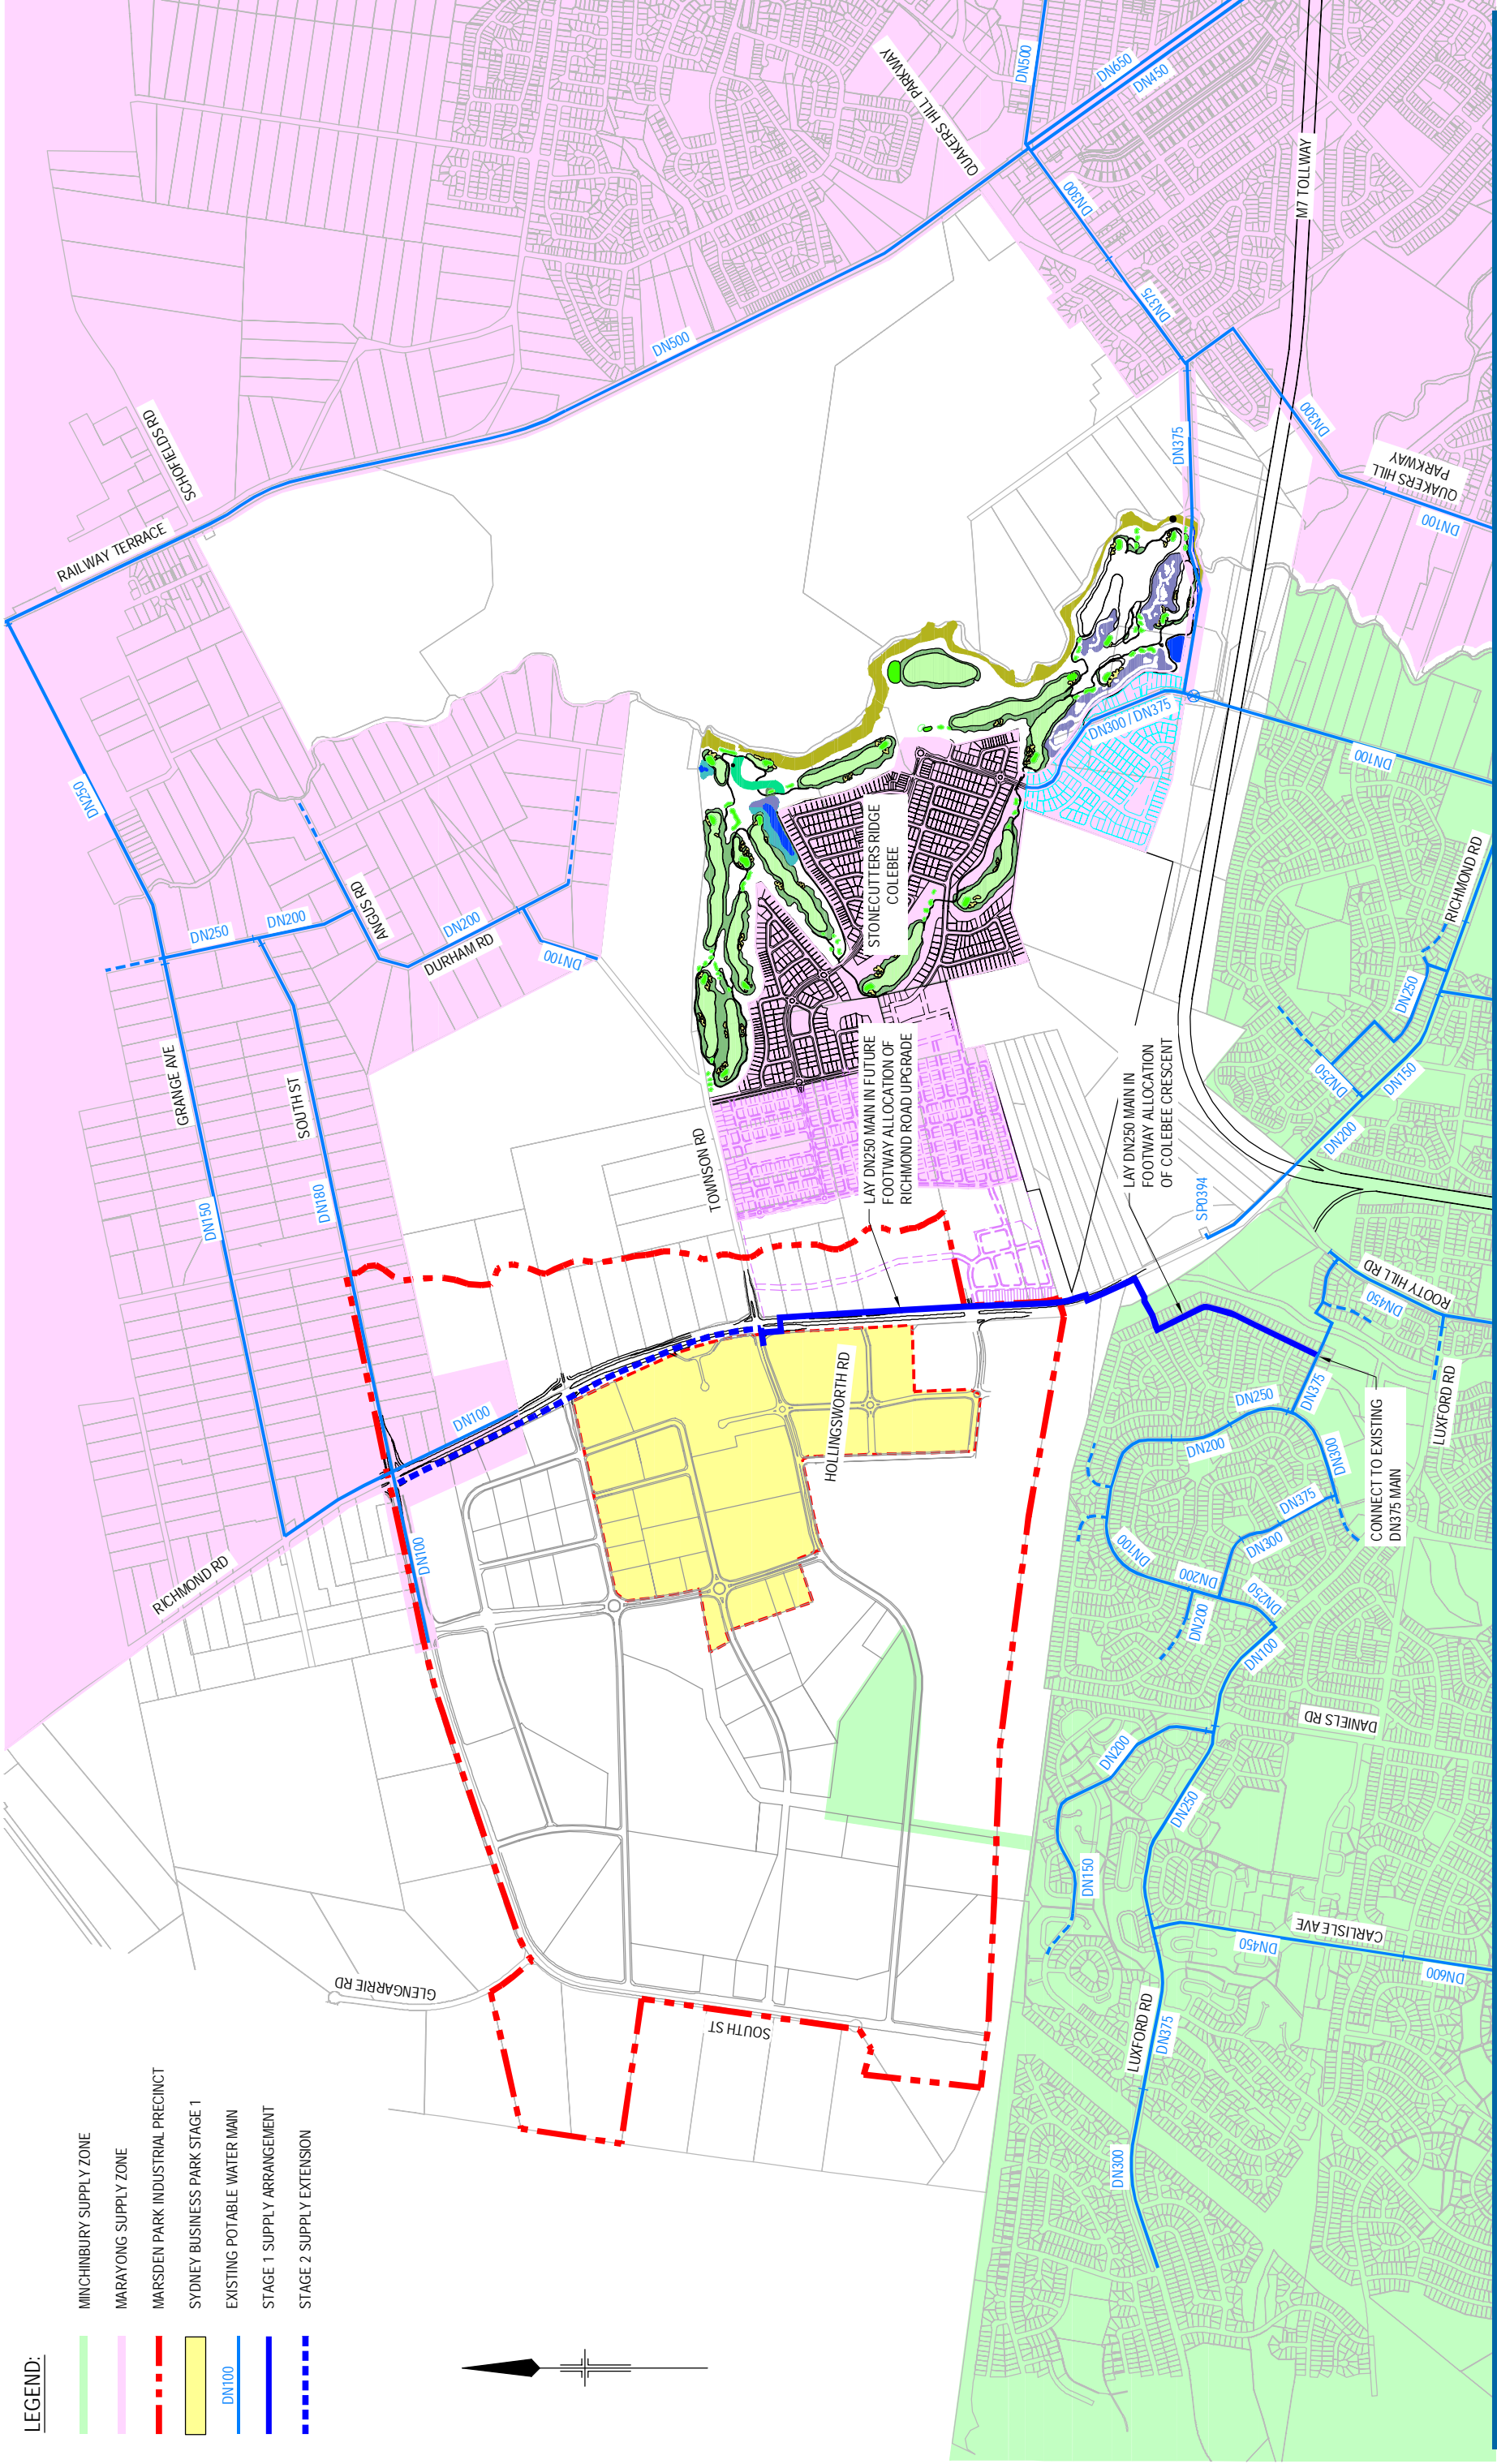 LEGEND:
MINCHINBURY SUPPLY ZONE
MARAYONG SUPPLY ZONE
MARSDEN PARK INDUSTRIAL PRECINCT
SYDNEY BUSINESS PARK STAGE 1
DN100
EXISTING POTABLE WATER MAIN
STAGE 1 SUPPLY ARRANGEMENT
STAGE 2 SUPPLY EXTENSION
GLENGARRIE RD
SOUTH ST
RICHMOND RD
DN100
DN100
DN150
GRANGE AVE
DN180
SOUTH ST
DN250
DN250
DN200
ANGUS RD
DN200
DURHAM RD
DN100
RAILWAY TERRACE
SCHOFIELDS RD
DN500
QUAKERS HILL PARKWAY
DN500
DN650
DN450
DN300
DN375
M7 TOLLWAY
DN375
DN300
QUAKERS HILL
PARKWAY
DN100
TOWNSON RD
HOLLINGSWORTH RD
STONECUTTERS RIDGE
COLEBEE
LAY DN250 MAIN IN FUTURE
FOOTWAY ALLOCATION OF
RICHMOND ROAD UPGRADE
LAY DN250 MAIN IN
FOOTWAY ALLOCATION
OF COLEBEE CRESCENT
DN300 / DN375
DN100
SP0394
DN200
DN150
DN250
DN250
RICHMOND RD
ROOTY HILL RD
DN450
LUXFORD RD
CONNECT TO EXISTING
DN375 MAIN
DN375
DN250
DN200
DN300
DN375
DN300
DN100
DN200
DN250
DN200
DN100
DANIELS RD
DN200
DN250
DN150
CARLISLE AVE
DN450
DN600
LUXFORD RD
DN375
DN300